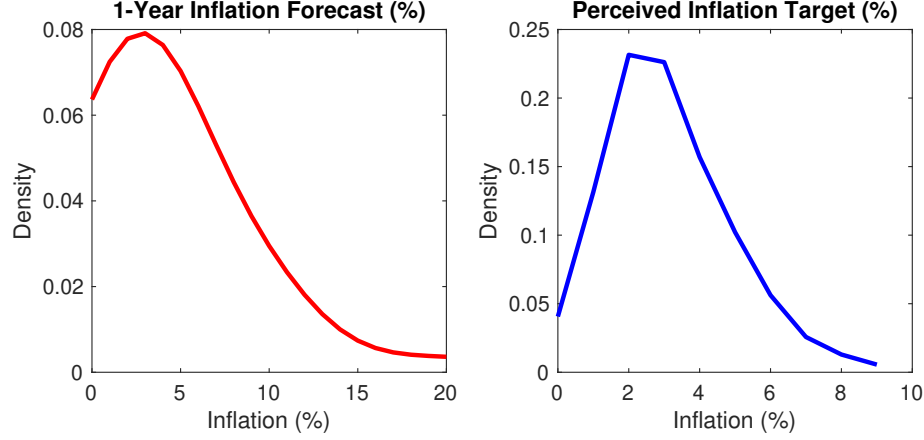 1-Year Inflation Forecast (%)
0.08
0.06
0.04
0.02
0
Density
0 5 10 15 20
Inflation (%)
Perceived Inflation Target (%)
0.25
0.2
0.15
0.1
0.05
0
Density
0 2 4 6 8 10
Inflation (%)